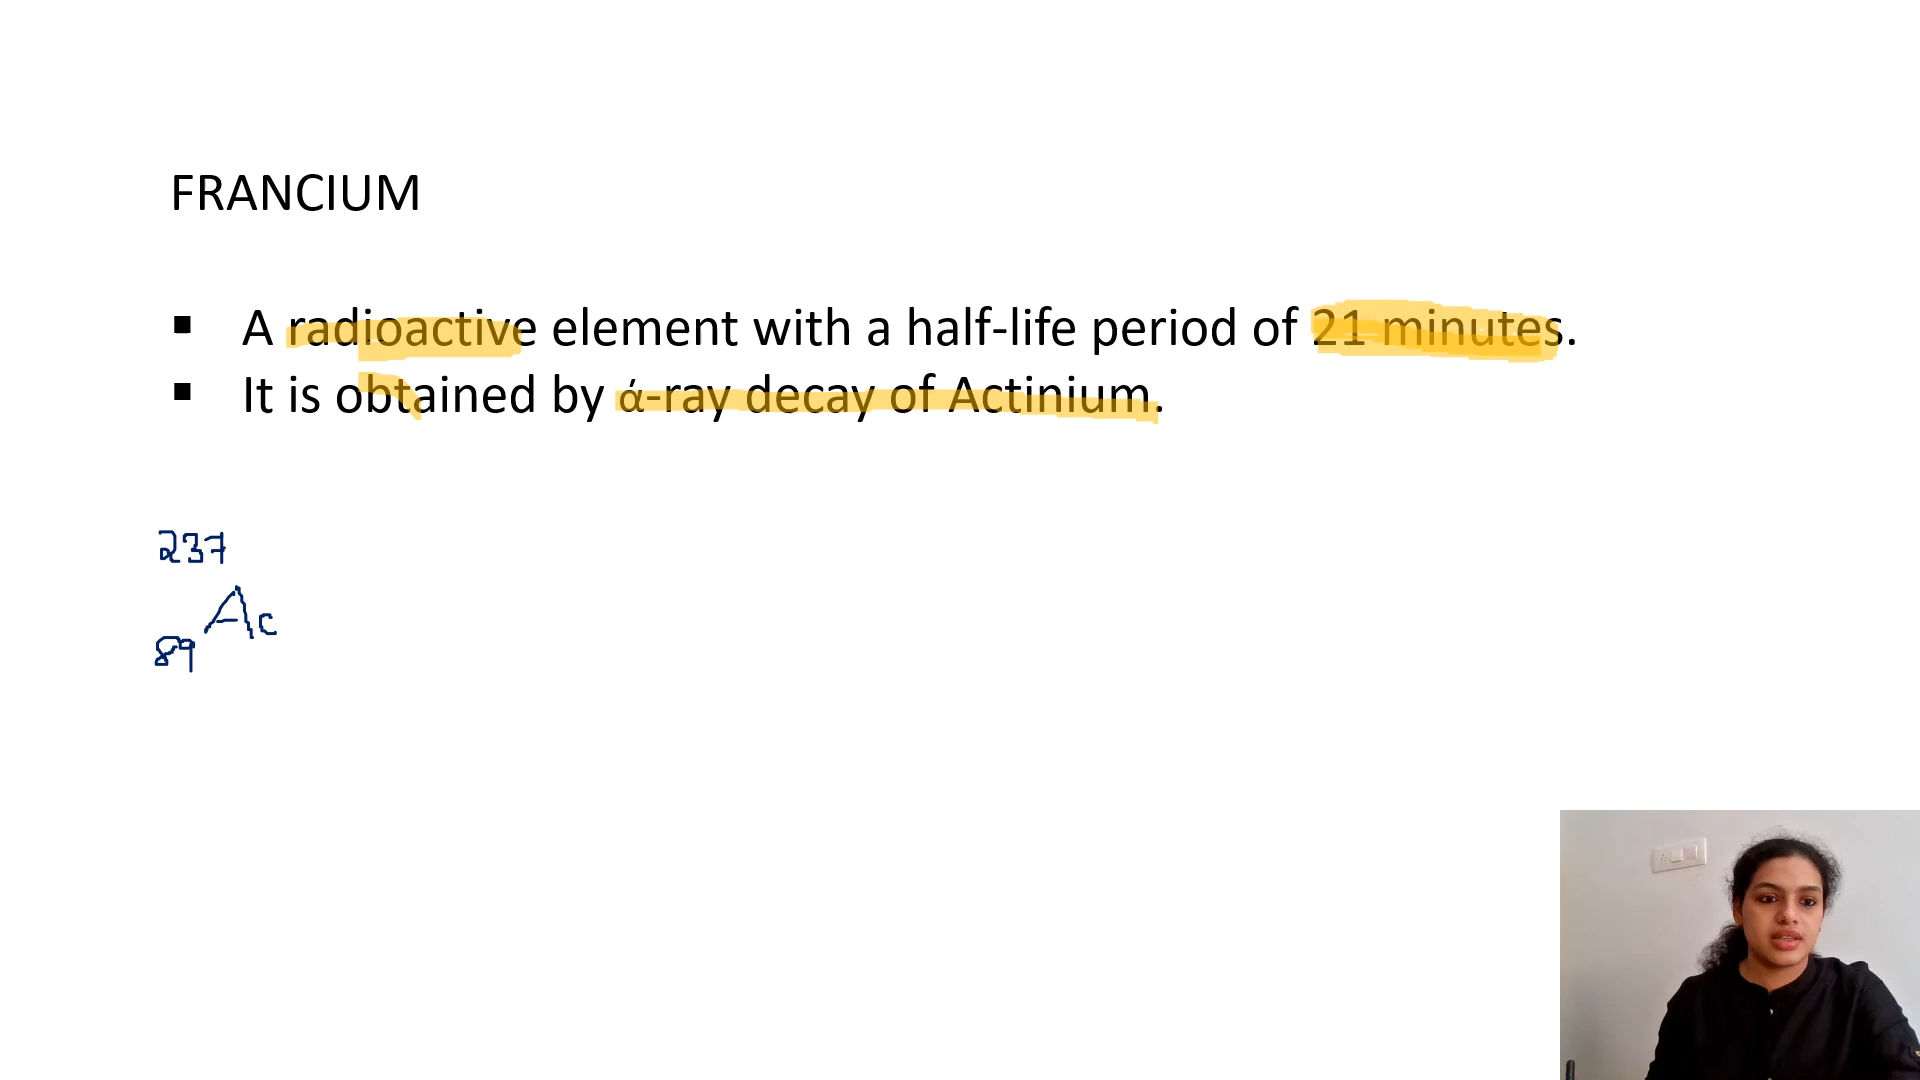 FRANCIUM
▪ A radioactive element with a half-life period of 21 minutes.
▪ It is obtained by ά-ray decay of Actinium.
237
Ac
89